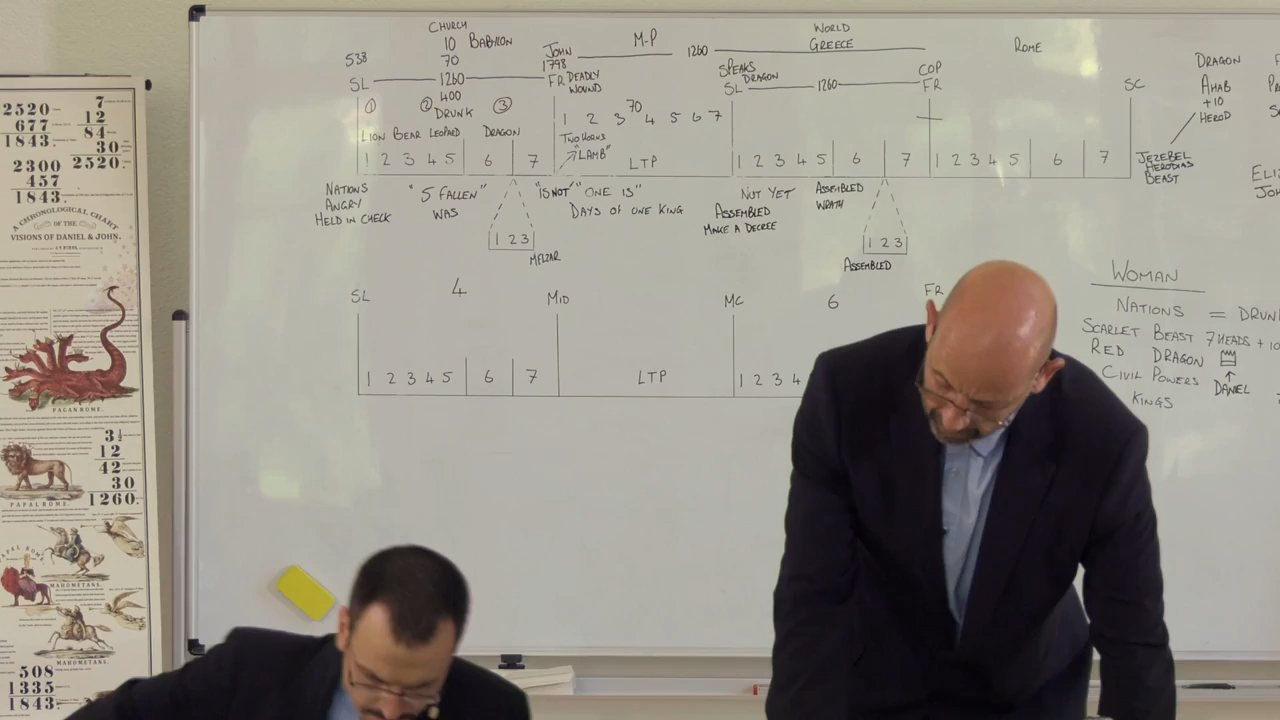 2520 7
677 12
1843. 84
30
2300 2520.
457
1843.
A CHRONOLOGICAL CHART
OF THE
VISIONS OF DANIEL & JOHN.
PAGAN ROME.
3½
12
42
30
1260.
PAPAL ROME.
PAPAL ROME
MAHOMETANS.
MAHOMETANS.
508
1335
1843.
CHURCH
10 BABYLON
70
538
SL 1260
400
① ② DRUNK ③
LION BEAR LEOPARD DRAGON
1 2 3 4 5 6 7
NATIONS
ANGRY
HELD IN CHECK
"5 FALLEN"
WAS
1 2 3
MELZAR
JOHN
1798
FR DEADLY
WOUND
M-P 1260
70
1 2 3 4 5 6 7
TWO HORNS
"LAMB"
LTP
"IS NOT" "ONE IS"
DAYS OF ONE KING
WORLD
GREECE
SPEAKS
DRAGON
SL 1260
COP
FR
1 2 3 4 5 6 7
NOT YET
ASSEMBLED
MAKE A DECREE
ASSEMBLED
WRATH
1 2 3
ASSEMBLED
ROME
SC
1 2 3 4 5 6 7
DRAGON
AHAB
+10
HEROD
JEZEBEL
HERODIAS
BEAST
SL 4 MID MC 6 FR
1 2 3 4 5 6 7 LTP 1 2 3 4
WOMAN
NATIONS = DRUN
SCARLET BEAST 7 HEADS + 10
RED DRAGON
CIVIL POWERS DANIEL
KINGS